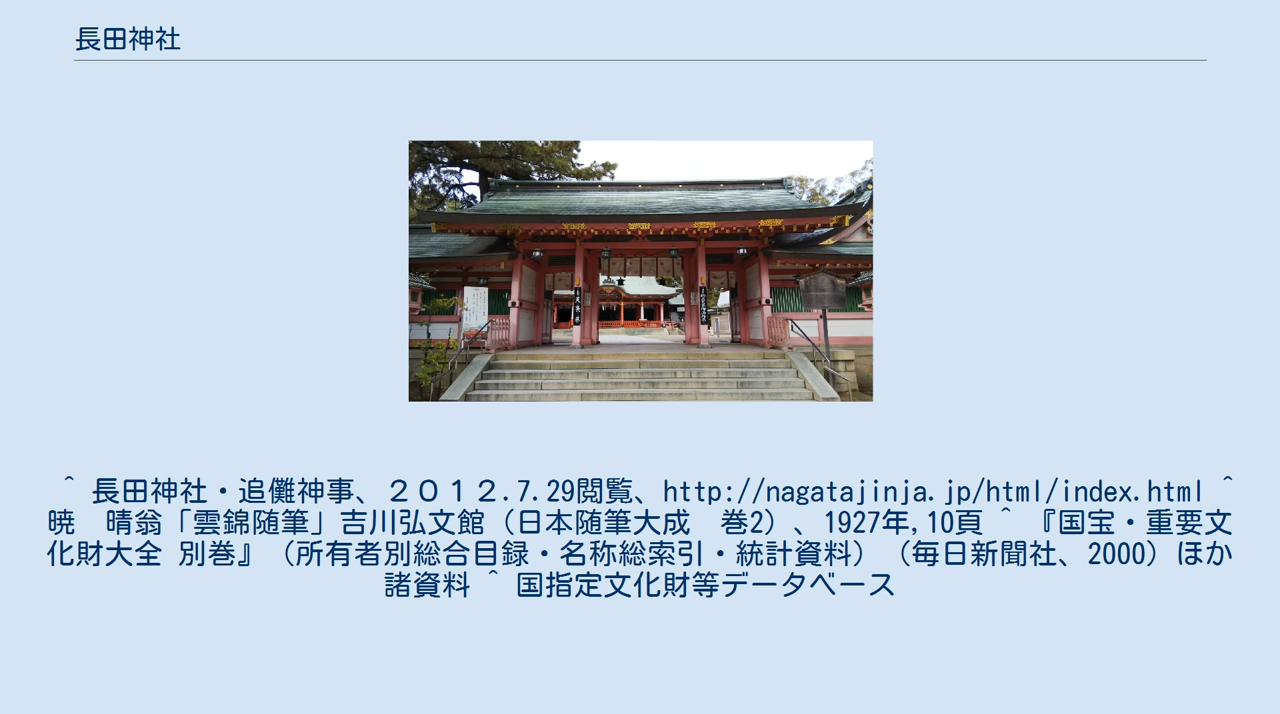 長田神社
^ 長田神社・追儺神事、２０１２.7.29閲覧、http://nagatajinja.jp/html/index.html ^
暁　晴翁「雲錦随筆」吉川弘文館（日本随筆大成　巻2）、1927年,10頁 ^ 『国宝・重要文
化財大全 別巻』（所有者別総合目録・名称総索引・統計資料）（毎日新聞社、2000）ほか
諸資料 ^ 国指定文化財等データベース